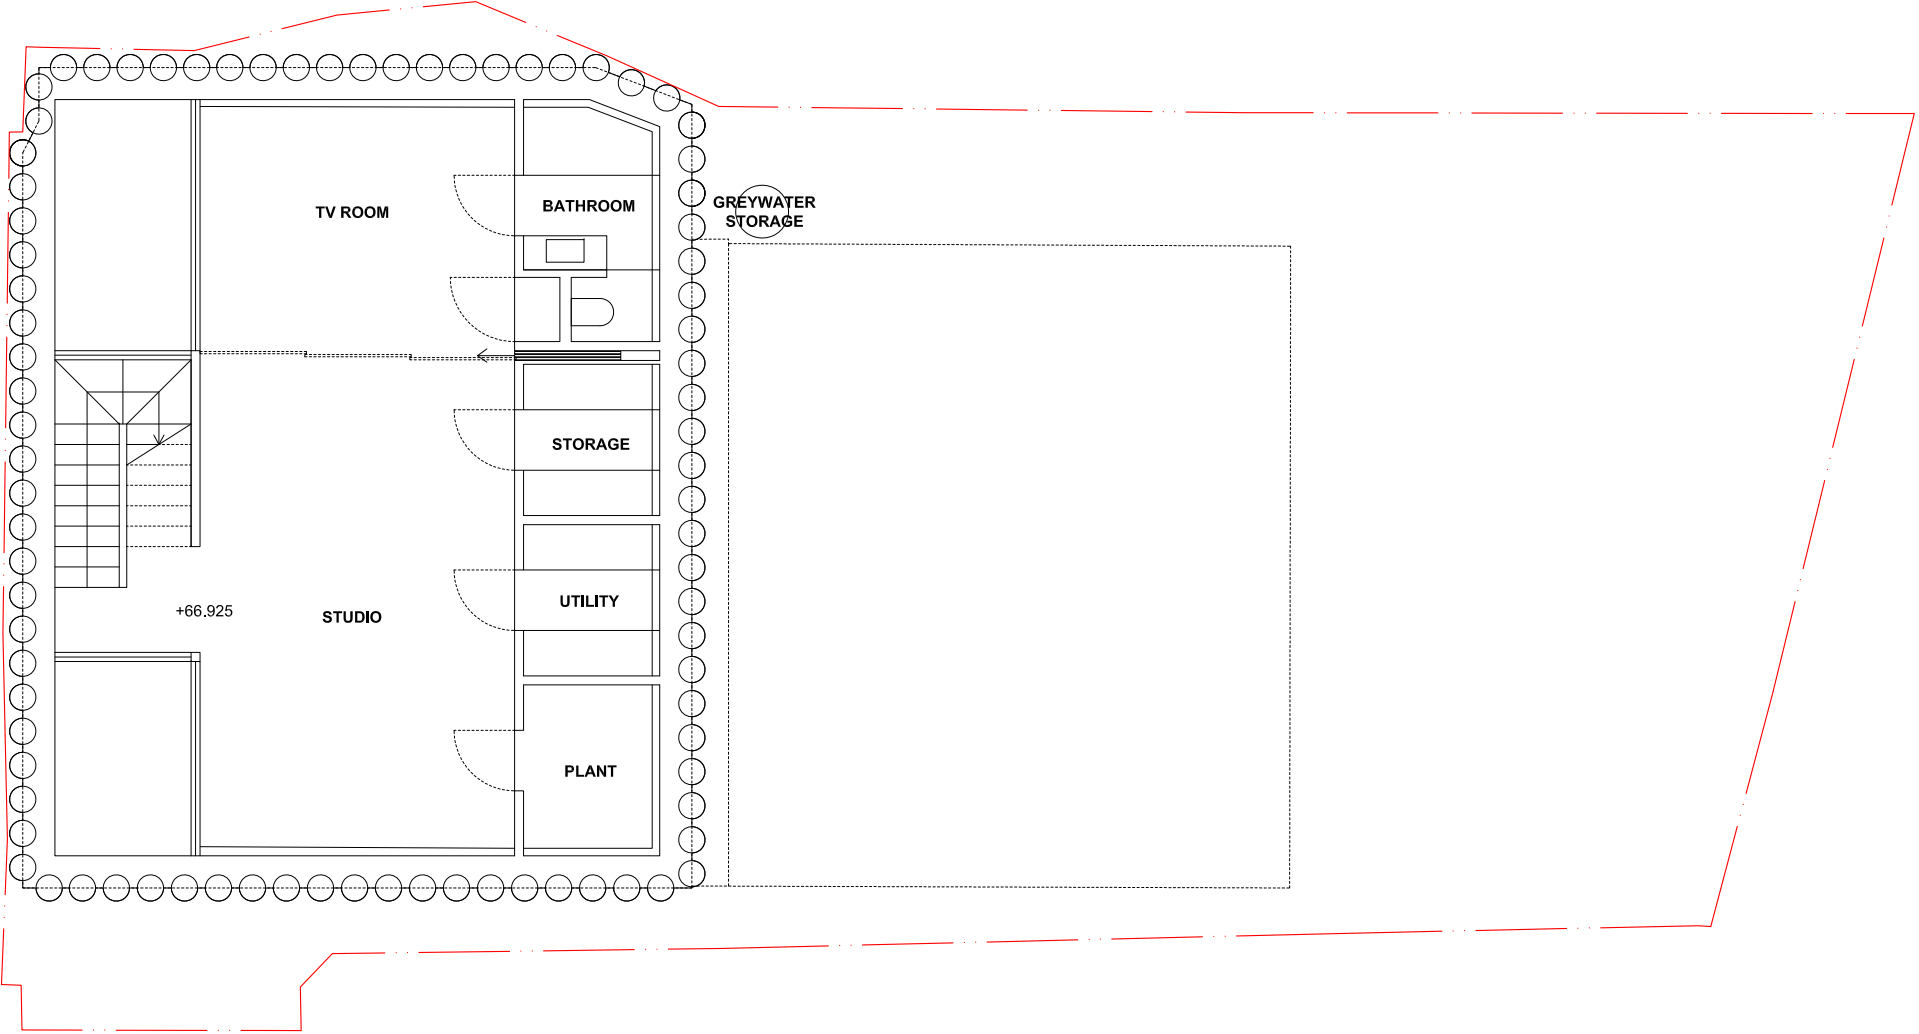 TV ROOM
BATHROOM
GREYWATER
STORAGE
STORAGE
UTILITY
+66.925
STUDIO
PLANT